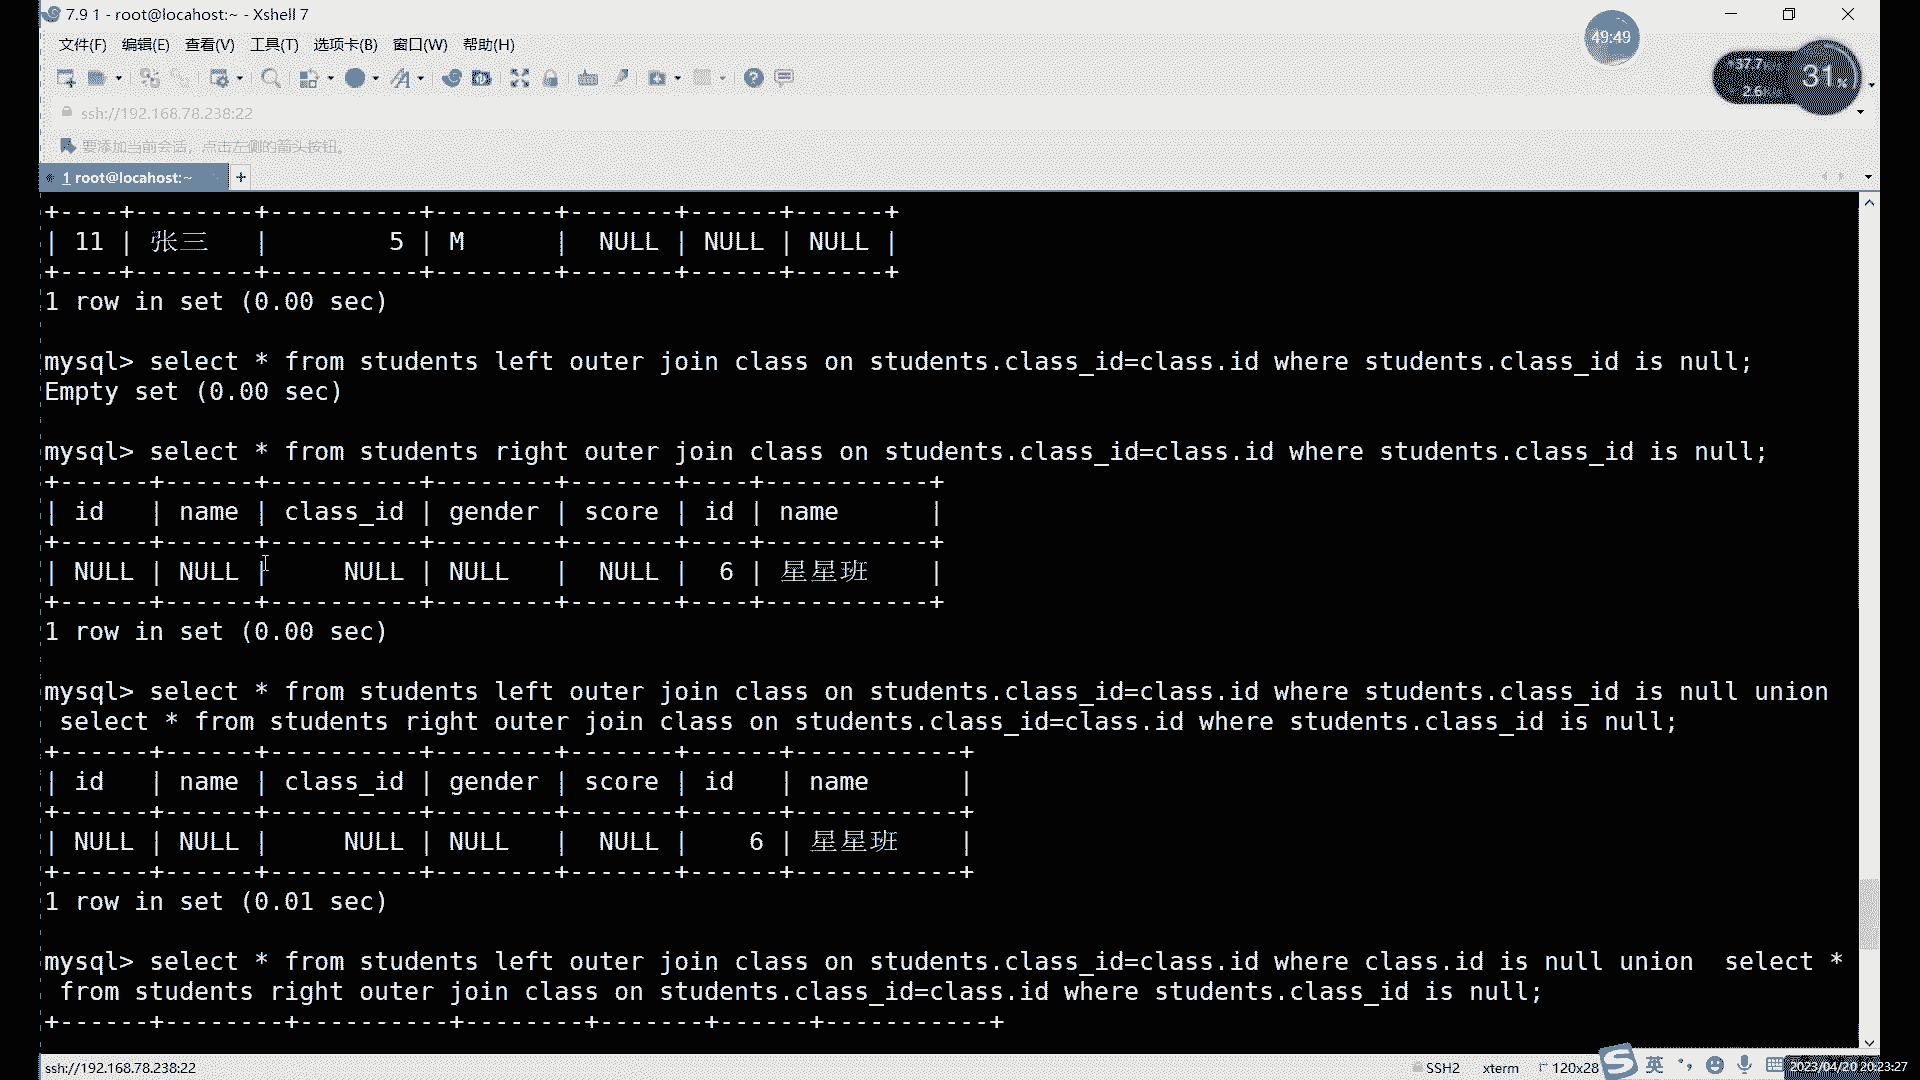 7.9 1 - root@locahost:~ - Xshell 7
49:49
文件(F) 编辑(E) 查看(V) 工具(T) 选项卡(B) 窗口(W) 帮助(H)
37.7
2.6
31%
ssh://192.168.78.238:22
要添加当前会话，点击左侧的箭头按钮。
1 root@locahost:~ +
+----+--------+----------+--------+-------+------+------+
| 11 | 张三   |        5 | M      |  NULL | NULL | NULL |
+----+--------+----------+--------+-------+------+------+
1 row in set (0.00 sec)
mysql> select * from students left outer join class on students.class_id=class.id where students.class_id is null;
Empty set (0.00 sec)
mysql> select * from students right outer join class on students.class_id=class.id where students.class_id is null;
+------+------+----------+--------+-------+----+-----------+
| id   | name | class_id | gender | score | id | name      |
+------+------+----------+--------+-------+----+-----------+
| NULL | NULL |     NULL | NULL   |  NULL |  6 | 星星班    |
+------+------+----------+--------+-------+----+-----------+
1 row in set (0.00 sec)
mysql> select * from students left outer join class on students.class_id=class.id where students.class_id is null union
 select * from students right outer join class on students.class_id=class.id where students.class_id is null;
+------+------+----------+--------+-------+------+-----------+
| id   | name | class_id | gender | score | id   | name      |
+------+------+----------+--------+-------+------+-----------+
| NULL | NULL |     NULL | NULL   |  NULL |    6 | 星星班    |
+------+------+----------+--------+-------+------+-----------+
1 row in set (0.01 sec)
mysql> select * from students left outer join class on students.class_id=class.id where class.id is null union  select *
 from students right outer join class on students.class_id=class.id where students.class_id is null;
+------+--------+----------+--------+-------+------+-----------+
ssh://192.168.78.238:22 SSH2 xterm 120x28 英 2023/04/20 20:23:27